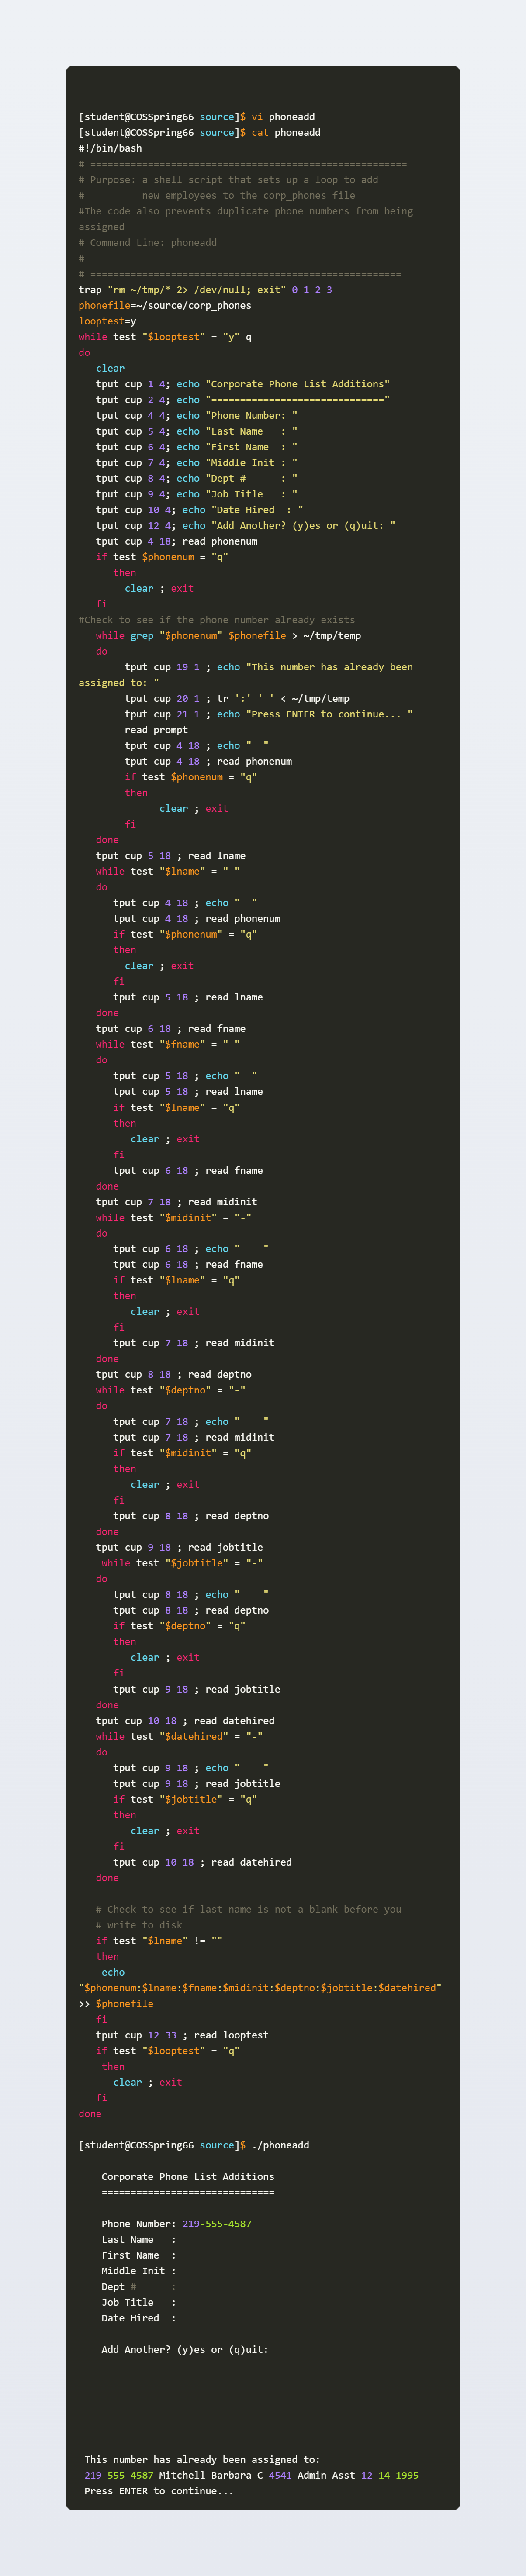 [student@COSSpring66 source]$ vi phoneadd
[student@COSSpring66 source]$ cat phoneadd
#!/bin/bash
# =======================================================
# Purpose: a shell script that sets up a loop to add
#          new employees to the corp_phones file
#The code also prevents duplicate phone numbers from being
assigned
# Command Line: phoneadd
#
# ======================================================
trap "rm ~/tmp/* 2> /dev/null; exit" 0 1 2 3
phonefile=~/source/corp_phones
looptest=y
while test "$looptest" = "y" q
do
   clear
   tput cup 1 4; echo "Corporate Phone List Additions"
   tput cup 2 4; echo "=============================="
   tput cup 4 4; echo "Phone Number: "
   tput cup 5 4; echo "Last Name   : "
   tput cup 6 4; echo "First Name  : "
   tput cup 7 4; echo "Middle Init : "
   tput cup 8 4; echo "Dept #      : "
   tput cup 9 4; echo "Job Title   : "
   tput cup 10 4; echo "Date Hired  : "
   tput cup 12 4; echo "Add Another? (y)es or (q)uit: "
   tput cup 4 18; read phonenum
   if test $phonenum = "q"
      then
        clear ; exit
   fi
#Check to see if the phone number already exists
   while grep "$phonenum" $phonefile > ~/tmp/temp
   do
        tput cup 19 1 ; echo "This number has already been
assigned to: "
        tput cup 20 1 ; tr ':' ' ' < ~/tmp/temp
        tput cup 21 1 ; echo "Press ENTER to continue... "
        read prompt
        tput cup 4 18 ; echo "  "
        tput cup 4 18 ; read phonenum
        if test $phonenum = "q"
        then
              clear ; exit
        fi
   done
   tput cup 5 18 ; read lname
   while test "$lname" = "-"
   do
      tput cup 4 18 ; echo "  "
      tput cup 4 18 ; read phonenum
      if test "$phonenum" = "q"
      then
        clear ; exit
      fi
      tput cup 5 18 ; read lname
   done
   tput cup 6 18 ; read fname
   while test "$fname" = "-"
   do
      tput cup 5 18 ; echo "  "
      tput cup 5 18 ; read lname
      if test "$lname" = "q"
      then
         clear ; exit
      fi
      tput cup 6 18 ; read fname
   done
   tput cup 7 18 ; read midinit
   while test "$midinit" = "-"
   do
      tput cup 6 18 ; echo "    "
      tput cup 6 18 ; read fname
      if test "$lname" = "q"
      then
         clear ; exit
      fi
      tput cup 7 18 ; read midinit
   done
   tput cup 8 18 ; read deptno
   while test "$deptno" = "-"
   do
      tput cup 7 18 ; echo "    "
      tput cup 7 18 ; read midinit
      if test "$midinit" = "q"
      then
         clear ; exit
      fi
      tput cup 8 18 ; read deptno
   done
   tput cup 9 18 ; read jobtitle
    while test "$jobtitle" = "-"
   do
      tput cup 8 18 ; echo "    "
      tput cup 8 18 ; read deptno
      if test "$deptno" = "q"
      then
         clear ; exit
      fi
      tput cup 9 18 ; read jobtitle
   done
   tput cup 10 18 ; read datehired
   while test "$datehired" = "-"
   do
      tput cup 9 18 ; echo "    "
      tput cup 9 18 ; read jobtitle
      if test "$jobtitle" = "q"
      then
         clear ; exit
      fi
      tput cup 10 18 ; read datehired
   done

   # Check to see if last name is not a blank before you
   # write to disk
   if test "$lname" != ""
   then
    echo
"$phonenum:$lname:$fname:$midinit:$deptno:$jobtitle:$datehired"
>> $phonefile
   fi
   tput cup 12 33 ; read looptest
   if test "$looptest" = "q"
    then
      clear ; exit
   fi
done

[student@COSSpring66 source]$ ./phoneadd

    Corporate Phone List Additions
    ==============================

    Phone Number: 219-555-4587
    Last Name   :
    First Name  :
    Middle Init :
    Dept #      :
    Job Title   :
    Date Hired  :

    Add Another? (y)es or (q)uit:

 This number has already been assigned to:
 219-555-4587 Mitchell Barbara C 4541 Admin Asst 12-14-1995
 Press ENTER to continue...